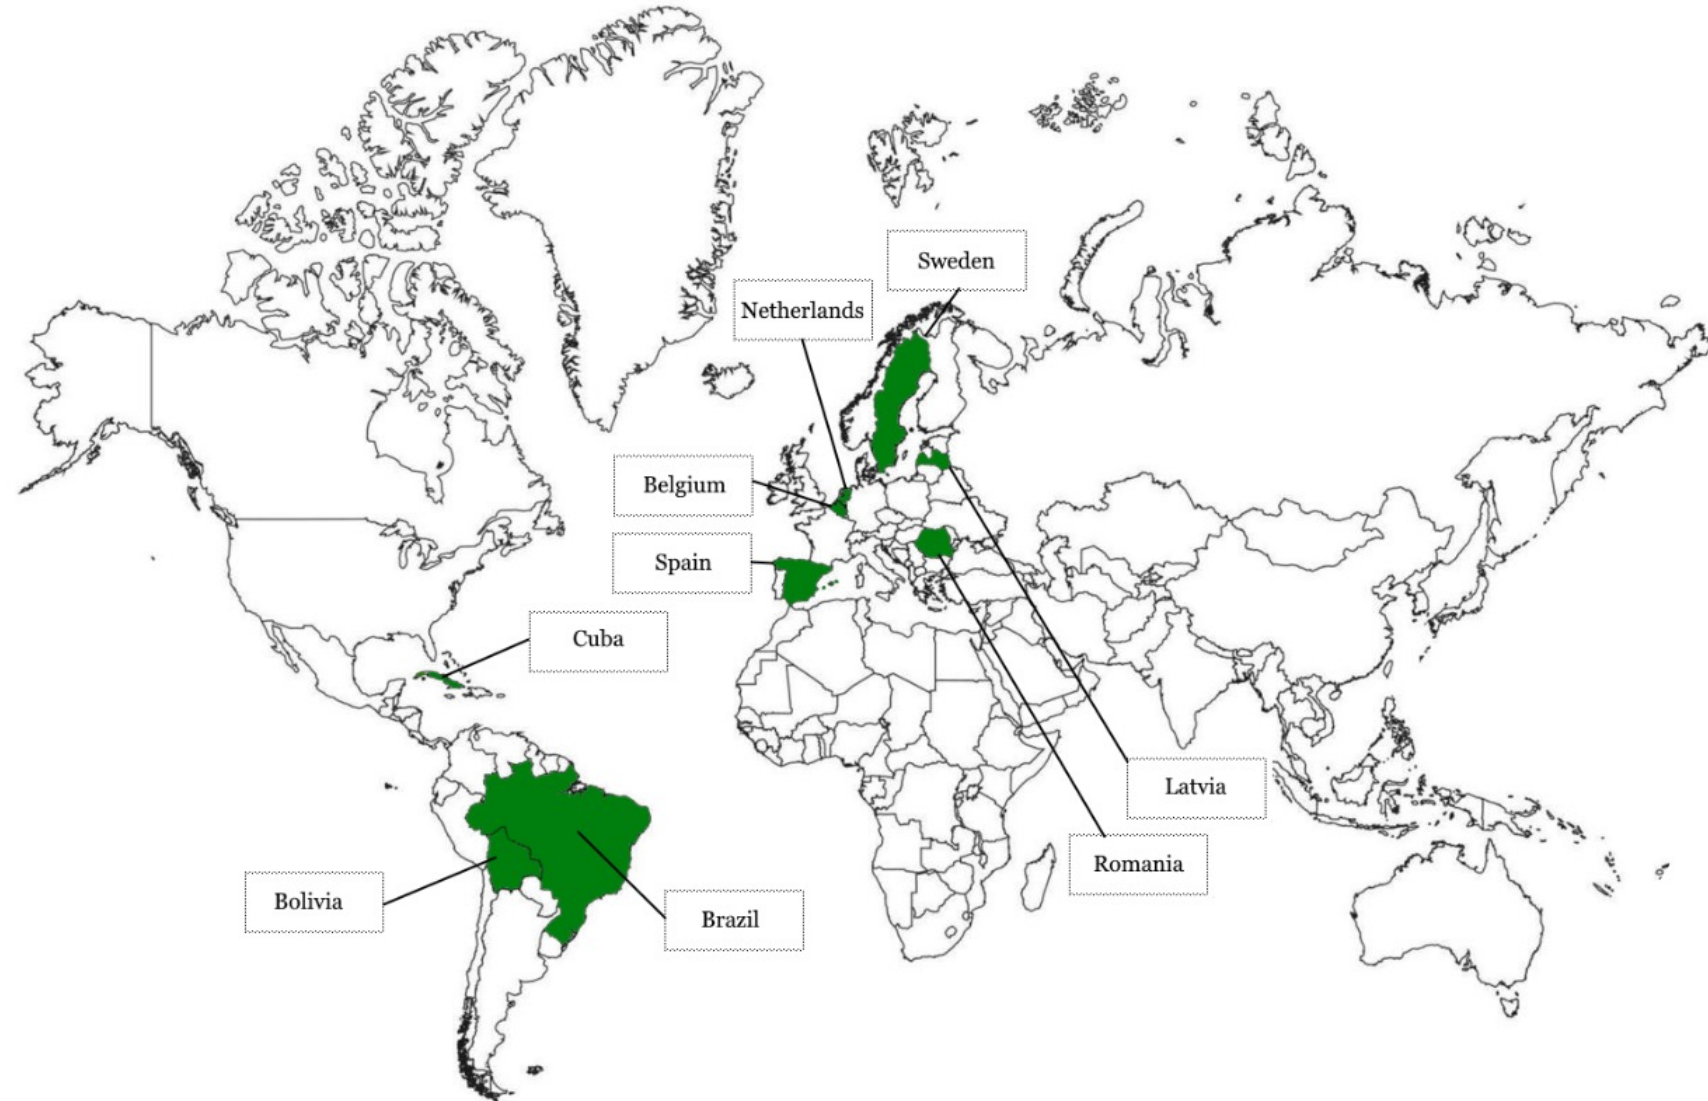 Sweden
Netherlands
Belgium
Spain
Cuba
Latvia
Romania
Bolivia
Brazil